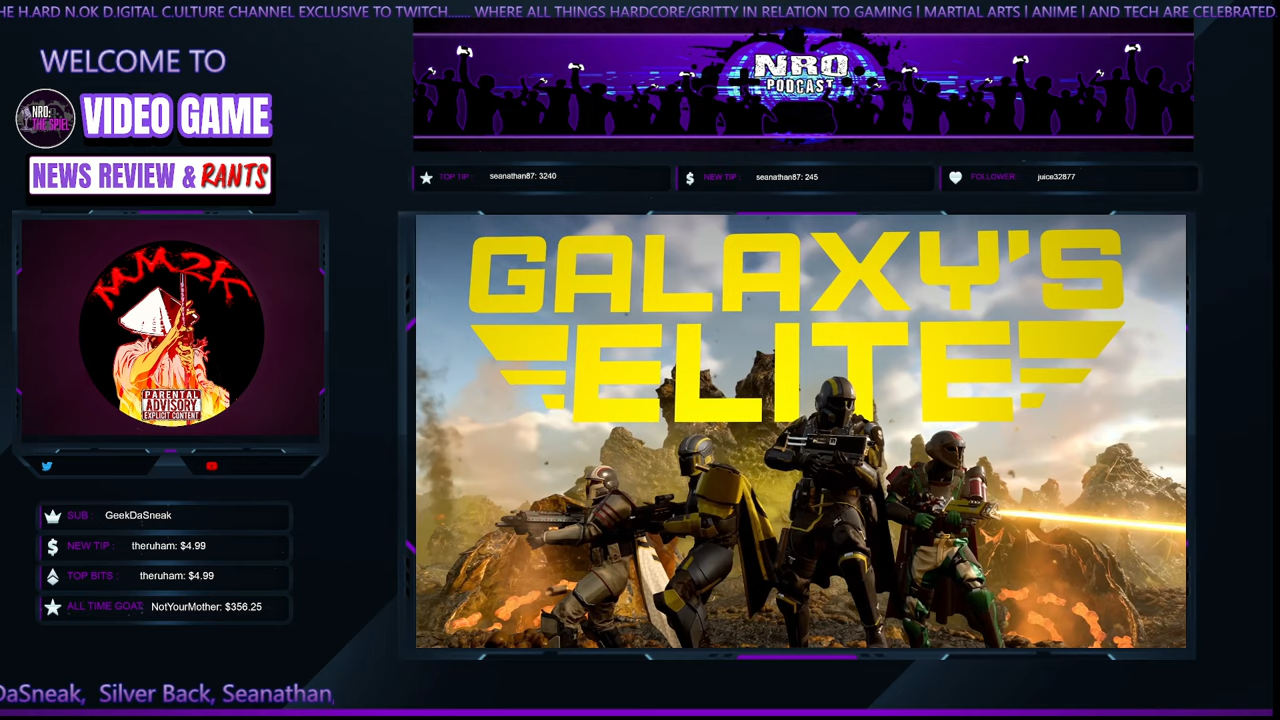 HE H.ARD N.OK D.IGITAL C.ULTURE CHANNEL EXCLUSIVE TO TWITCH...... WHERE ALL THINGS HARDCORE/GRITTY IN RELATION TO GAMING | MARTIAL ARTS | ANIME | AND TECH ARE CELEBRATED
WELCOME TO
NRO:
THE SPIEL
VIDEO GAME
NEWS REVIEW & RANTS
NRO
PODCAST
TOP TIP : seanathan87: 3240
NEW TIP : seanathan87: 245
FOLLOWER: juice32877
MM2K
PARENTAL
ADVISORY
EXPLICIT CONTENT
GALAXY'S
ELITE
SUB : GeekDaSneak
NEW TIP : theruham: $4.99
TOP BITS : theruham: $4.99
ALL TIME GOAT: NotYourMother: $356.25
DaSneak, Silver Back, Seanathan,